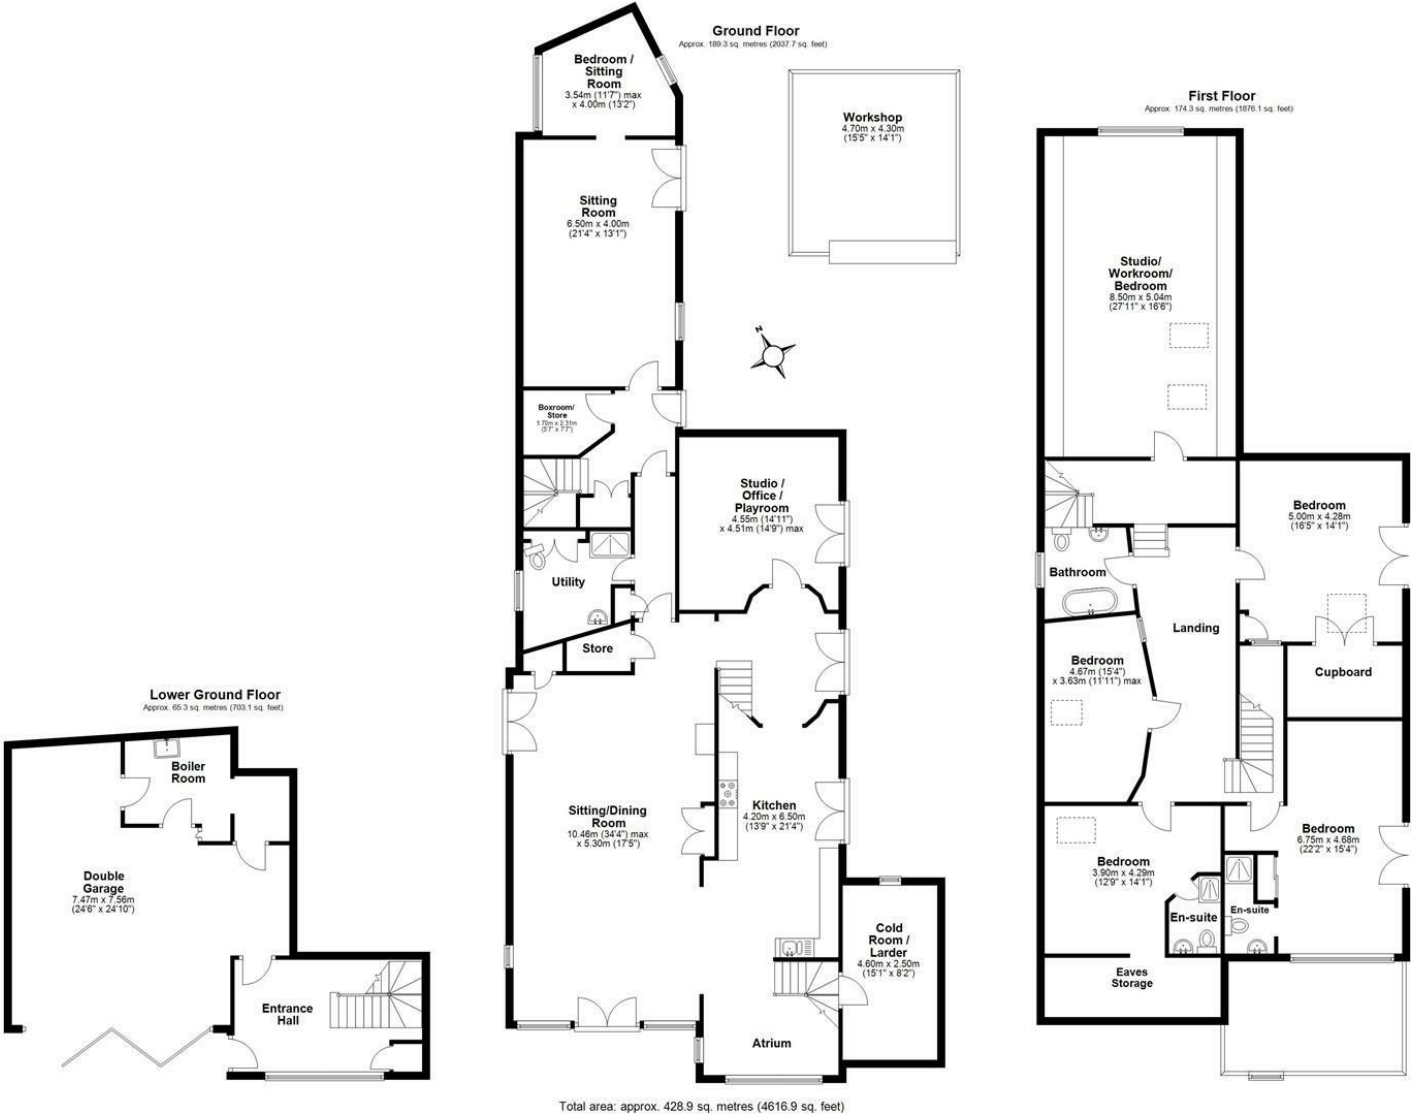 Ground Floor
Approx. 189.3 sq. metres (2037.7 sq. feet)
Bedroom /
Sitting
Room
3.54m (11'7") max
x 4.00m (13'2")
Workshop
4.70m x 4.30m
(15'5" x 14'1")
Sitting
Room
6.50m x 4.00m
(21'4" x 13'1")
N
Boxroom/
Store
1.70m x 2.31m
(5'7" x 7'7")
Studio /
Office /
Playroom
4.55m (14'11")
x 4.51m (14'9") max
Utility
Store
Sitting/Dining
Room
10.46m (34'4") max
x 5.30m (17'5")
Kitchen
4.20m x 6.50m
(13'9" x 21'4")
Cold
Room /
Larder
4.60m x 2.50m
(15'1" x 8'2")
Atrium
First Floor
Approx. 174.3 sq. metres (1876.1 sq. feet)
Studio/
Workroom/
Bedroom
8.50m x 5.04m
(27'11" x 16'6")
Bedroom
5.00m x 4.28m
(16'5" x 14'1")
Bathroom
Landing
Bedroom
4.67m (15'4")
x 3.63m (11'11") max
Cupboard
Bedroom
6.75m x 4.68m
(22'2" x 15'4")
Bedroom
3.90m x 4.29m
(12'9" x 14'1")
En-suite
En-suite
Eaves
Storage
Lower Ground Floor
Approx. 65.3 sq. metres (703.1 sq. feet)
Boiler
Room
Double
Garage
7.47m x 7.56m
(24'6" x 24'10")
Entrance
Hall
Total area: approx. 428.9 sq. metres (4616.9 sq. feet)